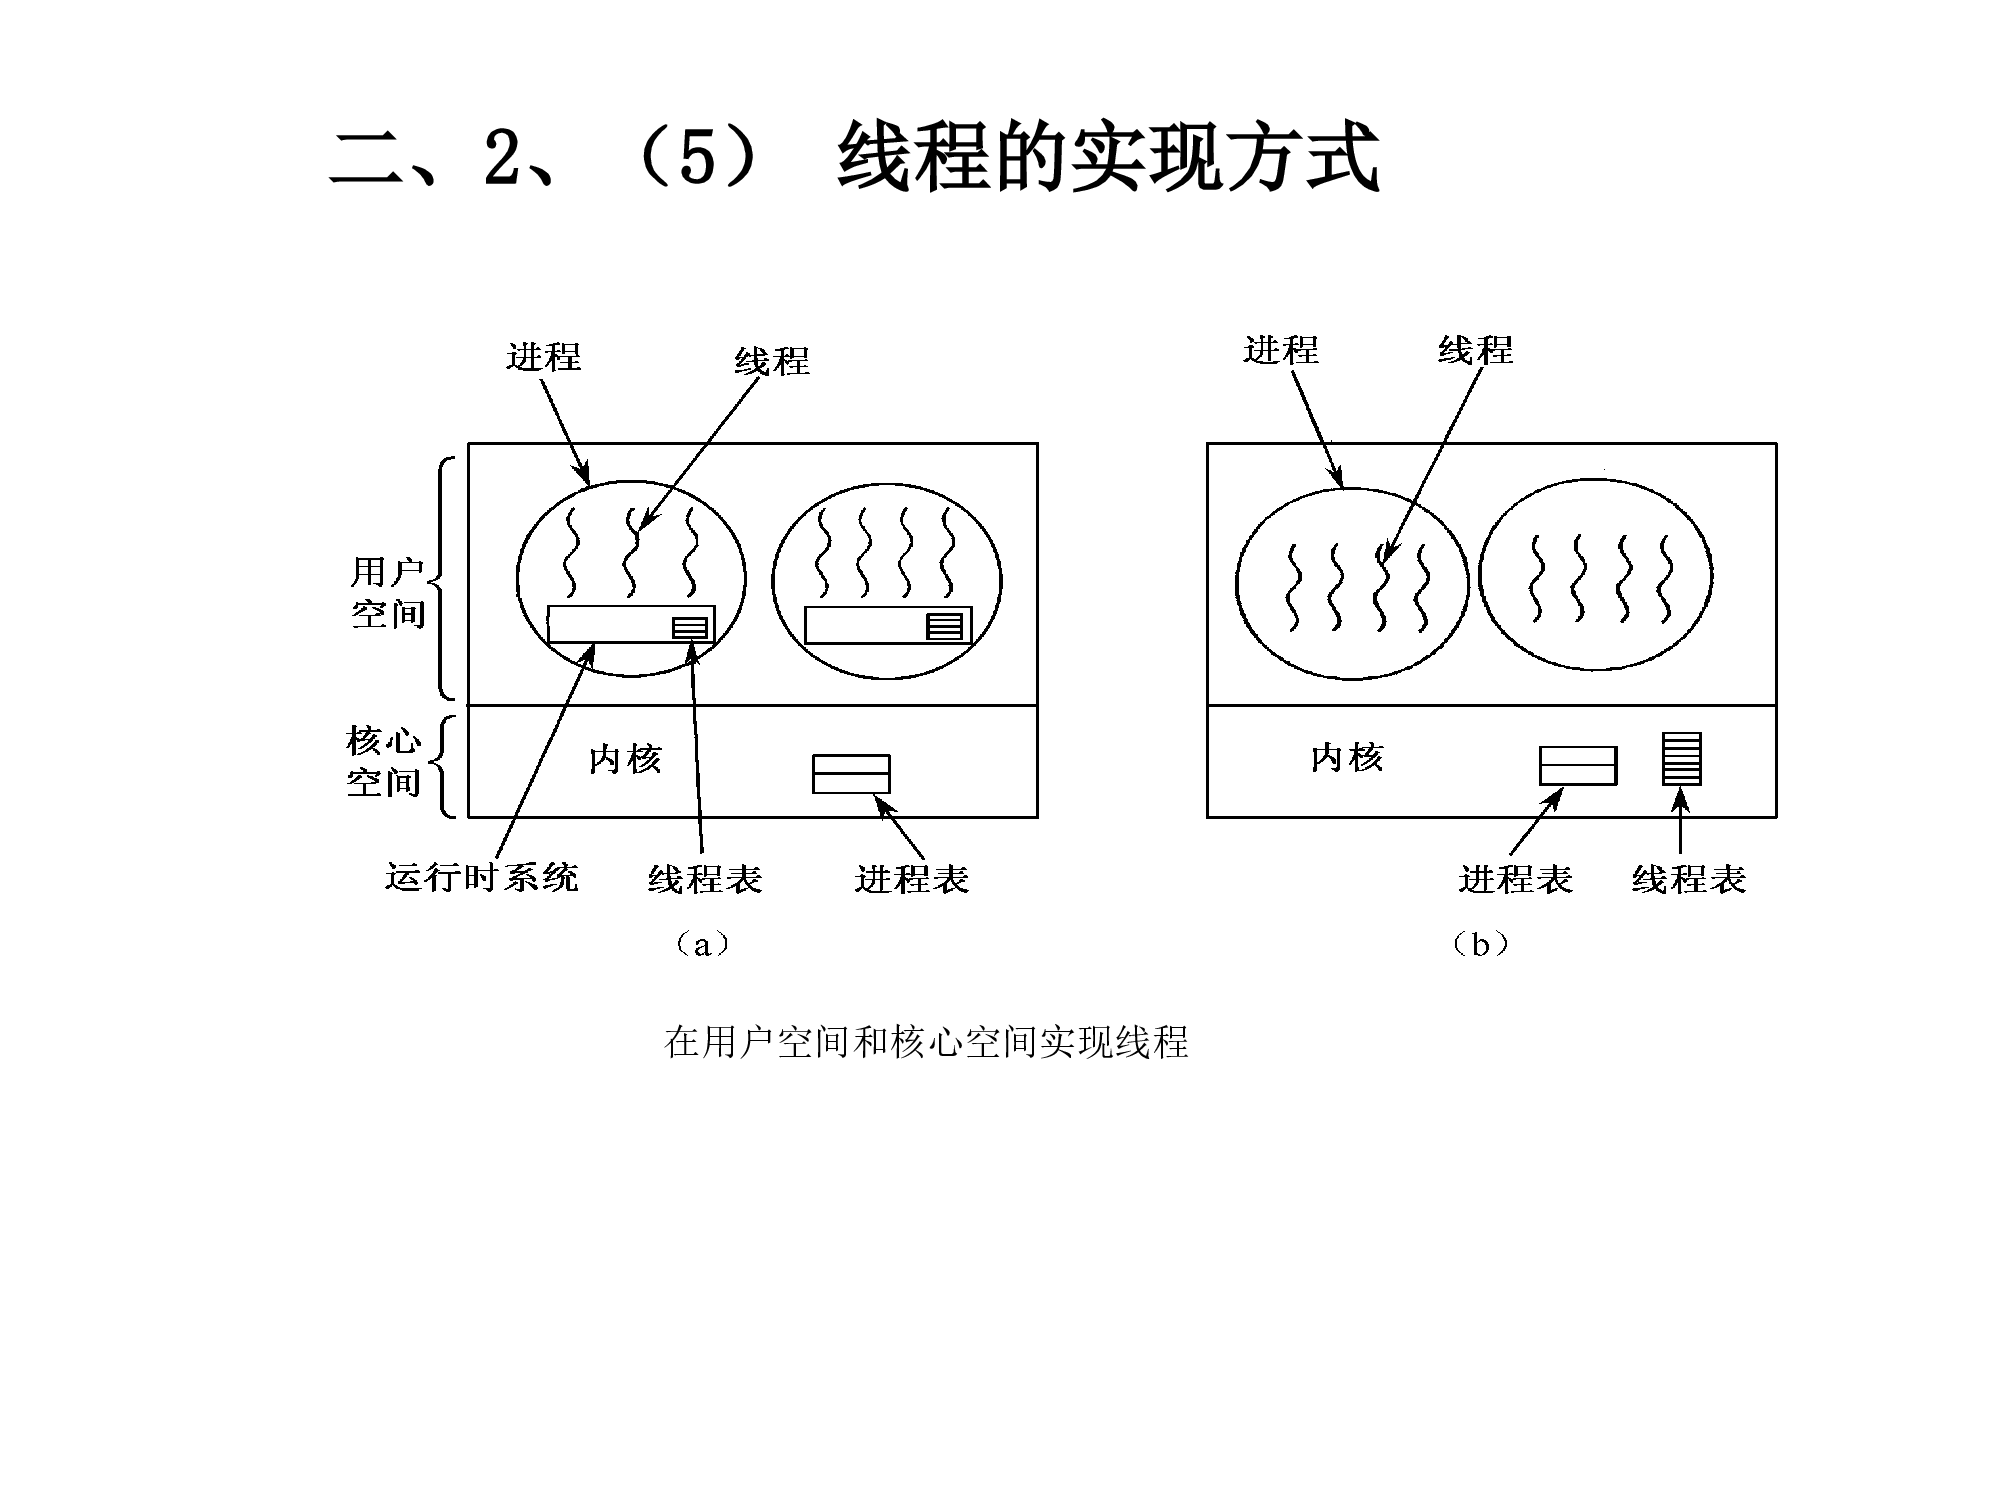 二、2、（5） 线程的实现方式
进程
线程
进程
线程
用户
空间
核心
空间
内核
内核
运行时系统
线程表
进程表
进程表
线程表
（a）
（b）
在用户空间和核心空间实现线程